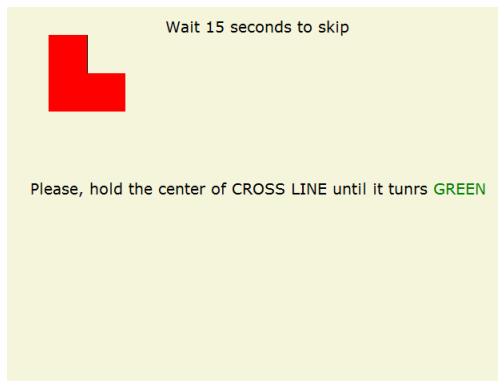 Wait 15 seconds to skip
Please, hold the center of CROSS LINE until it tunrs GREEN